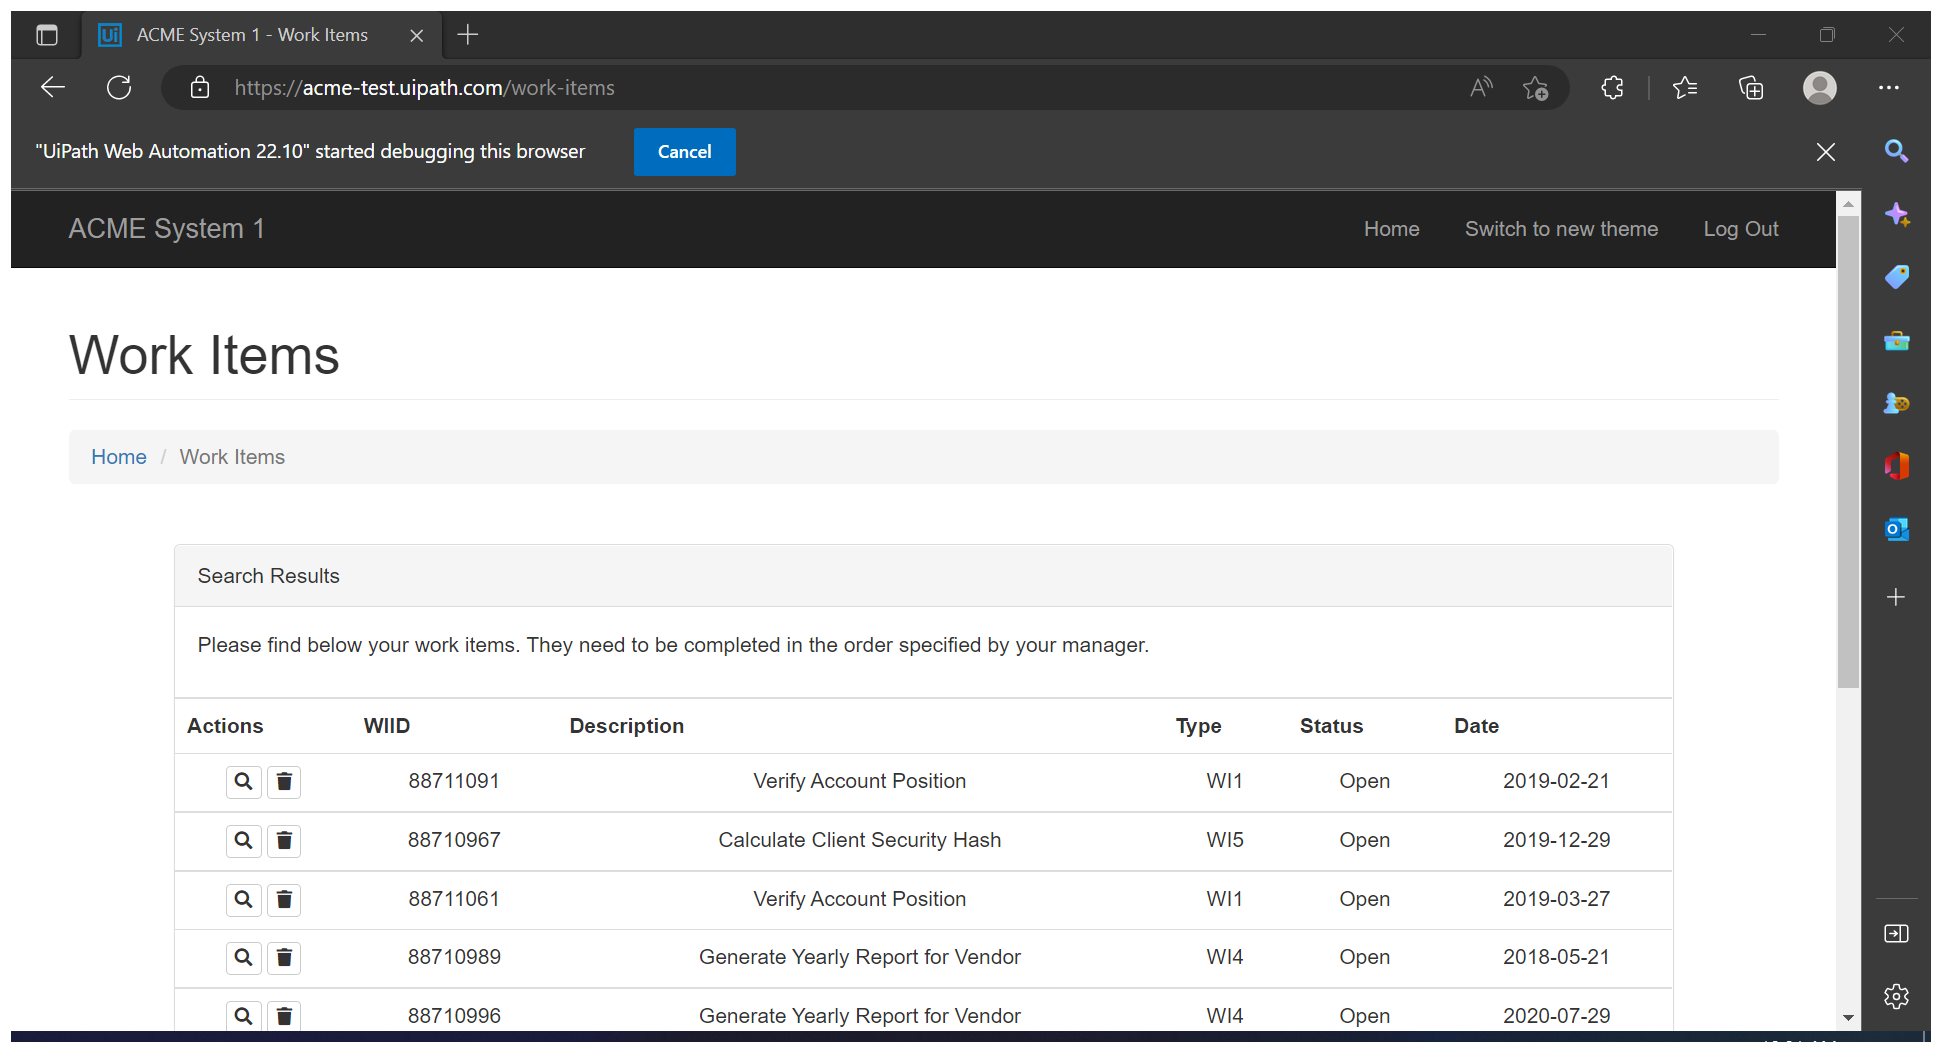 ACME System 1 - Work Items
https://acme-test.uipath.com/work-items
"UiPath Web Automation 22.10" started debugging this browser Cancel
ACME System 1 Home Switch to new theme Log Out
Work Items
Home / Work Items
Search Results
Please find below your work items. They need to be completed in the order specified by your manager.
Actions WIID Description Type Status Date
88711091 Verify Account Position WI1 Open 2019-02-21
88710967 Calculate Client Security Hash WI5 Open 2019-12-29
88711061 Verify Account Position WI1 Open 2019-03-27
88710989 Generate Yearly Report for Vendor WI4 Open 2018-05-21
88710996 Generate Yearly Report for Vendor WI4 Open 2020-07-29